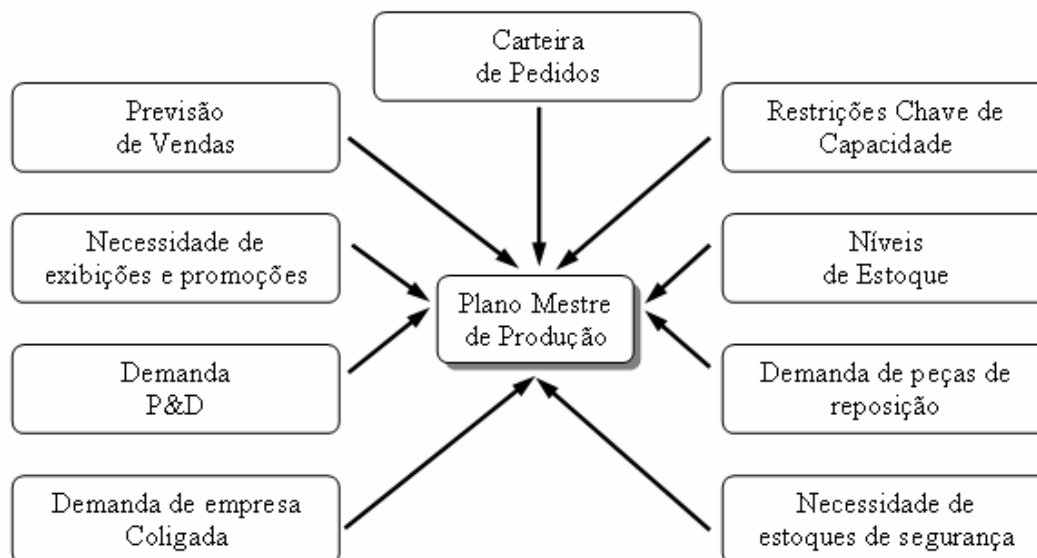 Carteira
de Pedidos
Previsão
de Vendas
Restrições Chave de
Capacidade
Necessidade de
exibições e promoções
Níveis
de Estoque
Plano Mestre
de Produção
Demanda
P&D
Demanda de peças de
reposição
Demanda de empresa
Coligada
Necessidade de
estoques de segurança